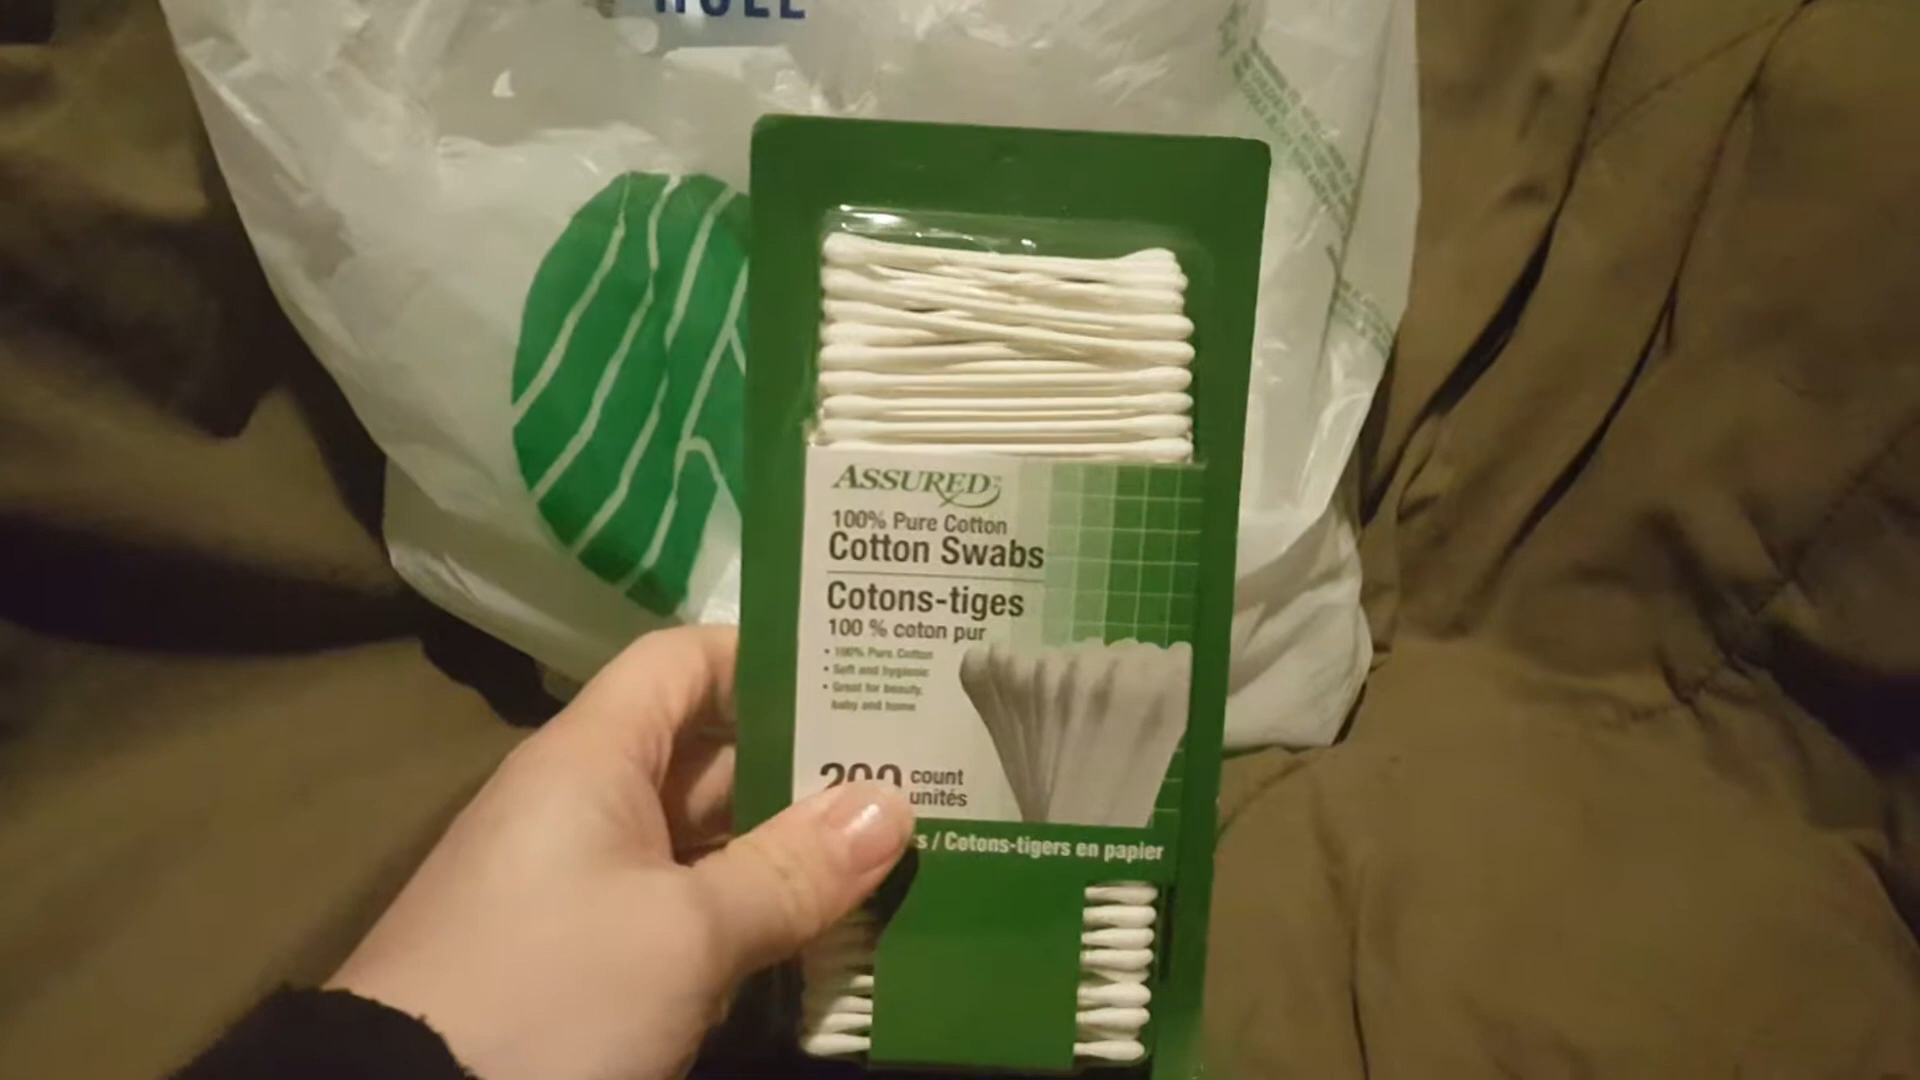 ASSURED
100% Pure Cotton
Cotton Swabs
Cotons-tiges
100 % coton pur
• 100% Pure Cotton
• Soft and hygienic
• Great for beauty,
baby and home
200 count
unités
/ Cotons-tigers en papier